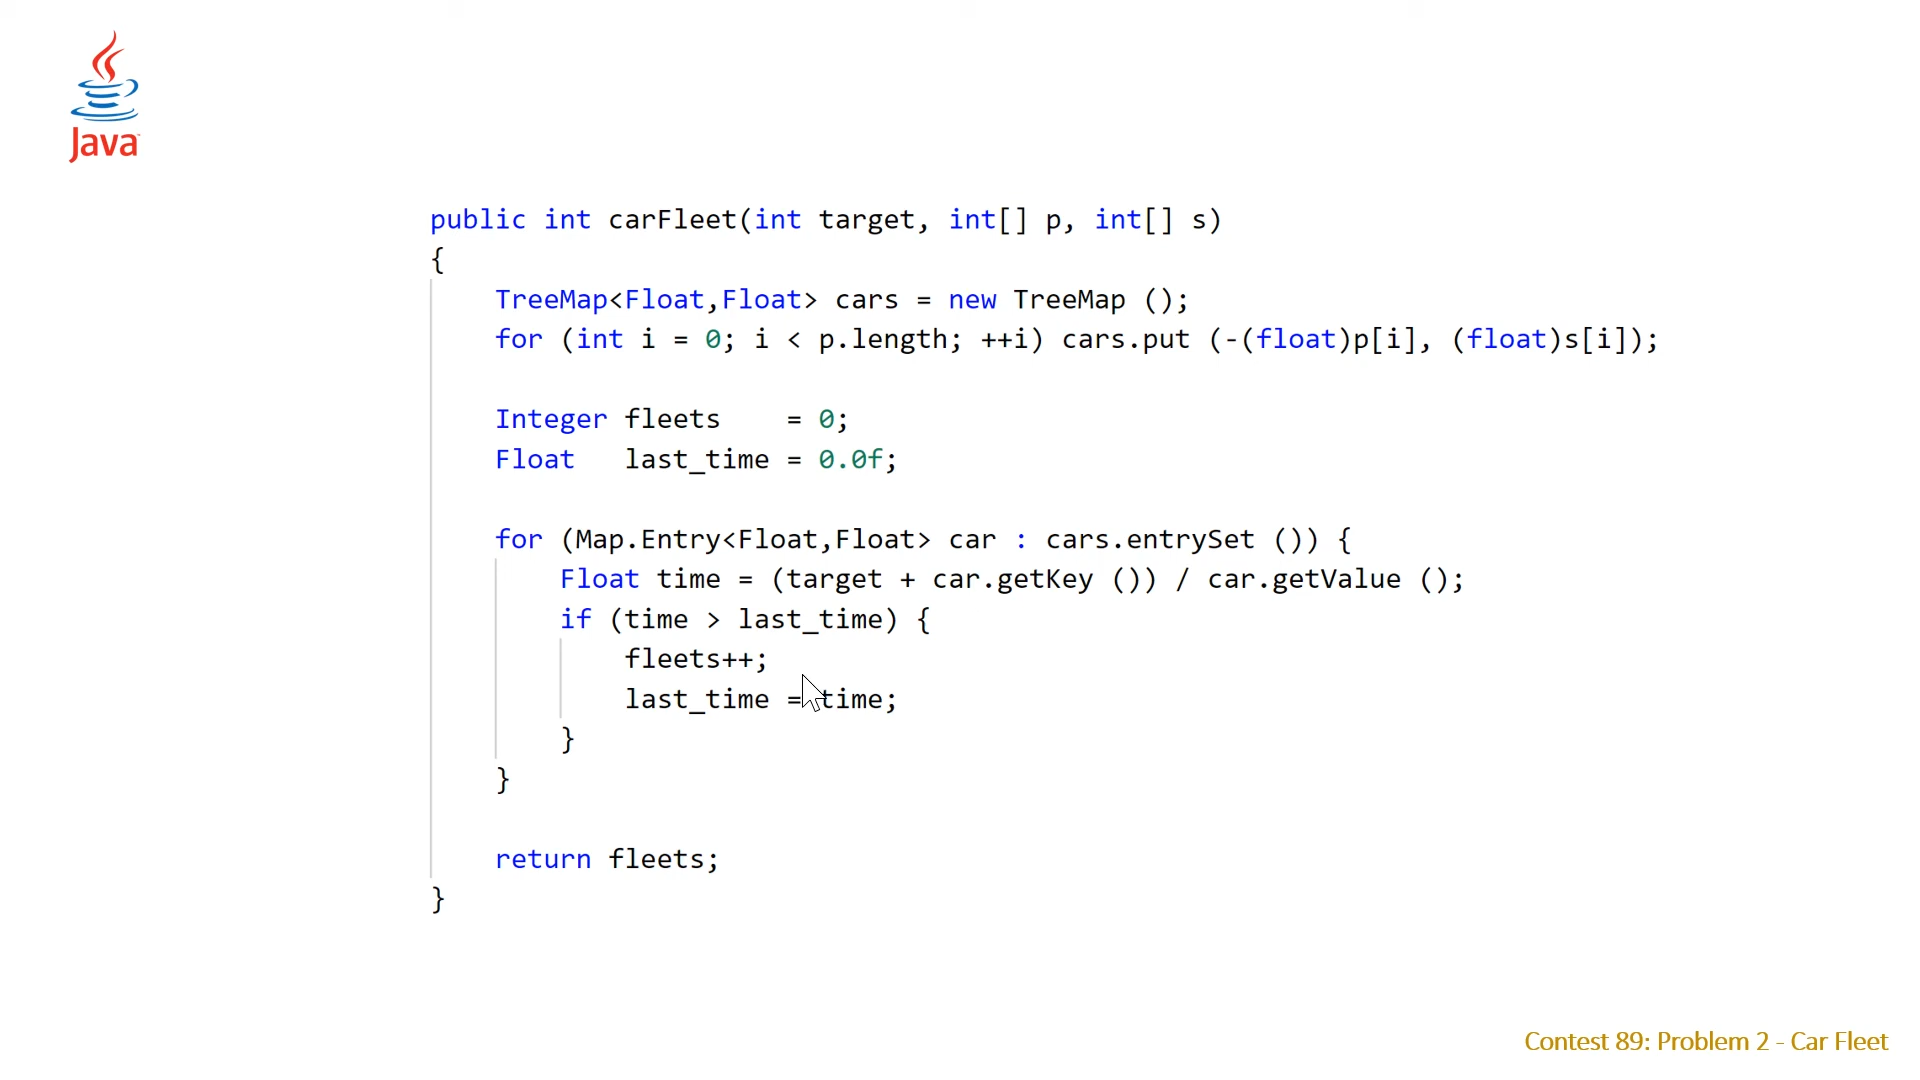 Java
public int carFleet(int target, int[] p, int[] s)
{
    TreeMap<Float,Float> cars = new TreeMap ();
    for (int i = 0; i < p.length; ++i) cars.put (-(float)p[i], (float)s[i]);
    Integer fleets    = 0;
    Float   last_time = 0.0f;
    for (Map.Entry<Float,Float> car : cars.entrySet ()) {
        Float time = (target + car.getKey ()) / car.getValue ();
        if (time > last_time) {
            fleets++;
            last_time = time;
        }
    }
    return fleets;
}
Contest 89: Problem 2 - Car Fleet